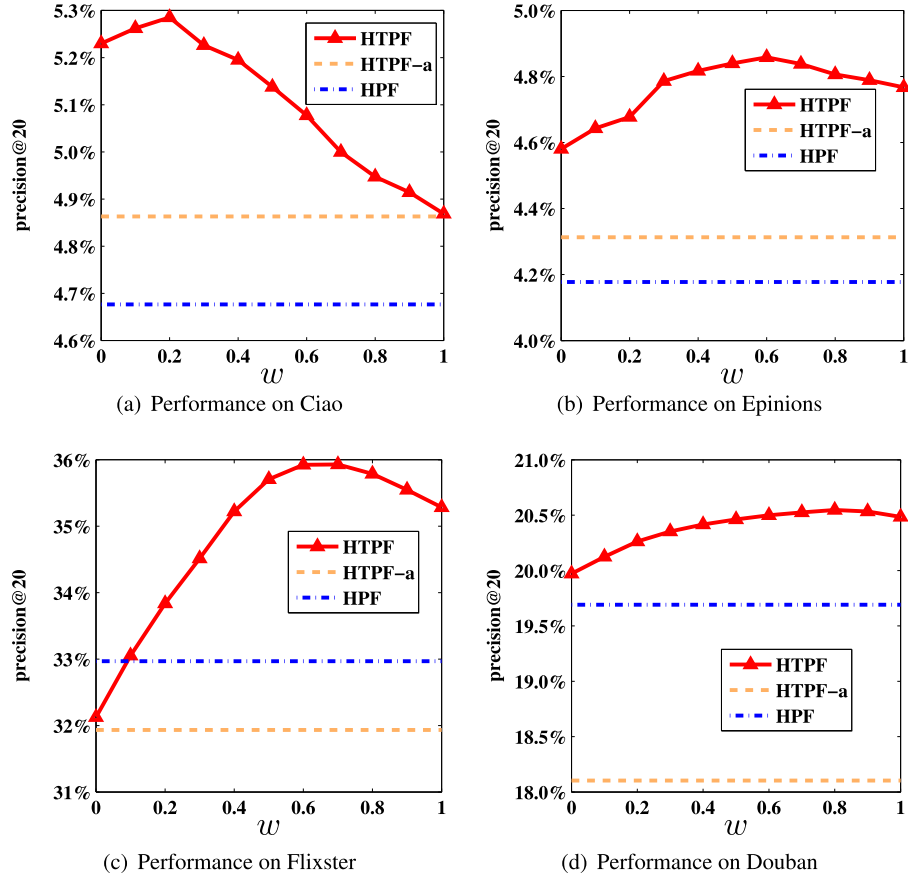 5.3%
5.2%
5.1%
5.0%
4.9%
4.8%
4.7%
4.6%
precision@20
HTPF
HTPF-a
HPF
0 0.2 0.4 0.6 0.8 1
w
(a) Performance on Ciao
5.0%
4.8%
4.6%
4.4%
4.2%
4.0%
precision@20
HTPF
HTPF-a
HPF
0 0.2 0.4 0.6 0.8 1
w
(b) Performance on Epinions
36%
35%
34%
33%
32%
31%
precision@20
HTPF
HTPF-a
HPF
0 0.2 0.4 0.6 0.8 1
w
(c) Performance on Flixster
21.0%
20.5%
20.0%
19.5%
19.0%
18.5%
18.0%
precision@20
HTPF
HTPF-a
HPF
0 0.2 0.4 0.6 0.8 1
w
(d) Performance on Douban